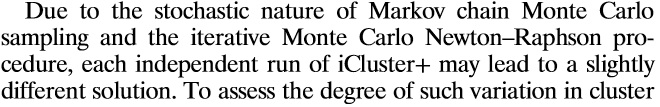 Due to the stochastic nature of Markov chain Monte Carlo
sampling and the iterative Monte Carlo Newton–Raphson pro-
cedure, each independent run of iCluster+ may lead to a slightly
different solution. To assess the degree of such variation in cluster